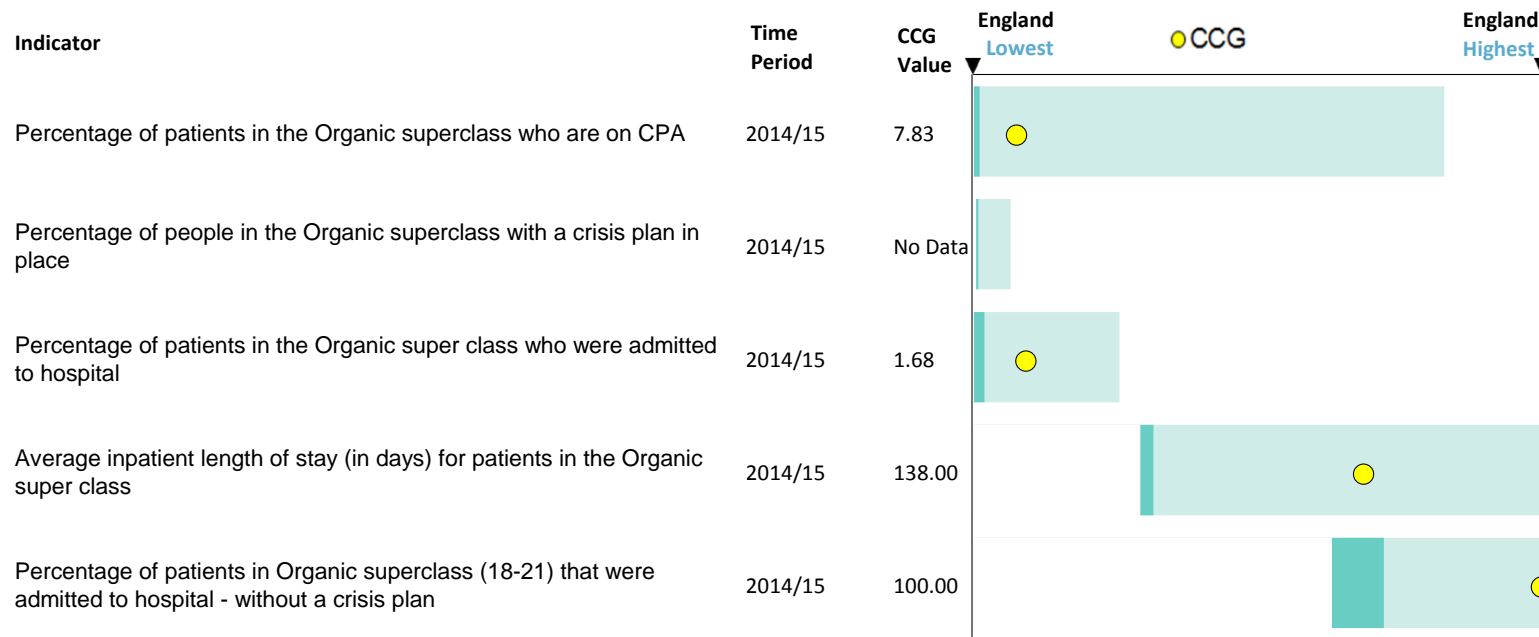 Indicator
Time
Period
CCG
Value
England
Lowest
CCG
England
Highest
Percentage of patients in the Organic superclass who are on CPA
2014/15
7.83
Percentage of people in the Organic superclass with a crisis plan in
place
2014/15
No Data
Percentage of patients in the Organic super class who were admitted
to hospital
2014/15
1.68
Average inpatient length of stay (in days) for patients in the Organic
super class
2014/15
138.00
Percentage of patients in Organic superclass (18-21) that were
admitted to hospital - without a crisis plan
2014/15
100.00